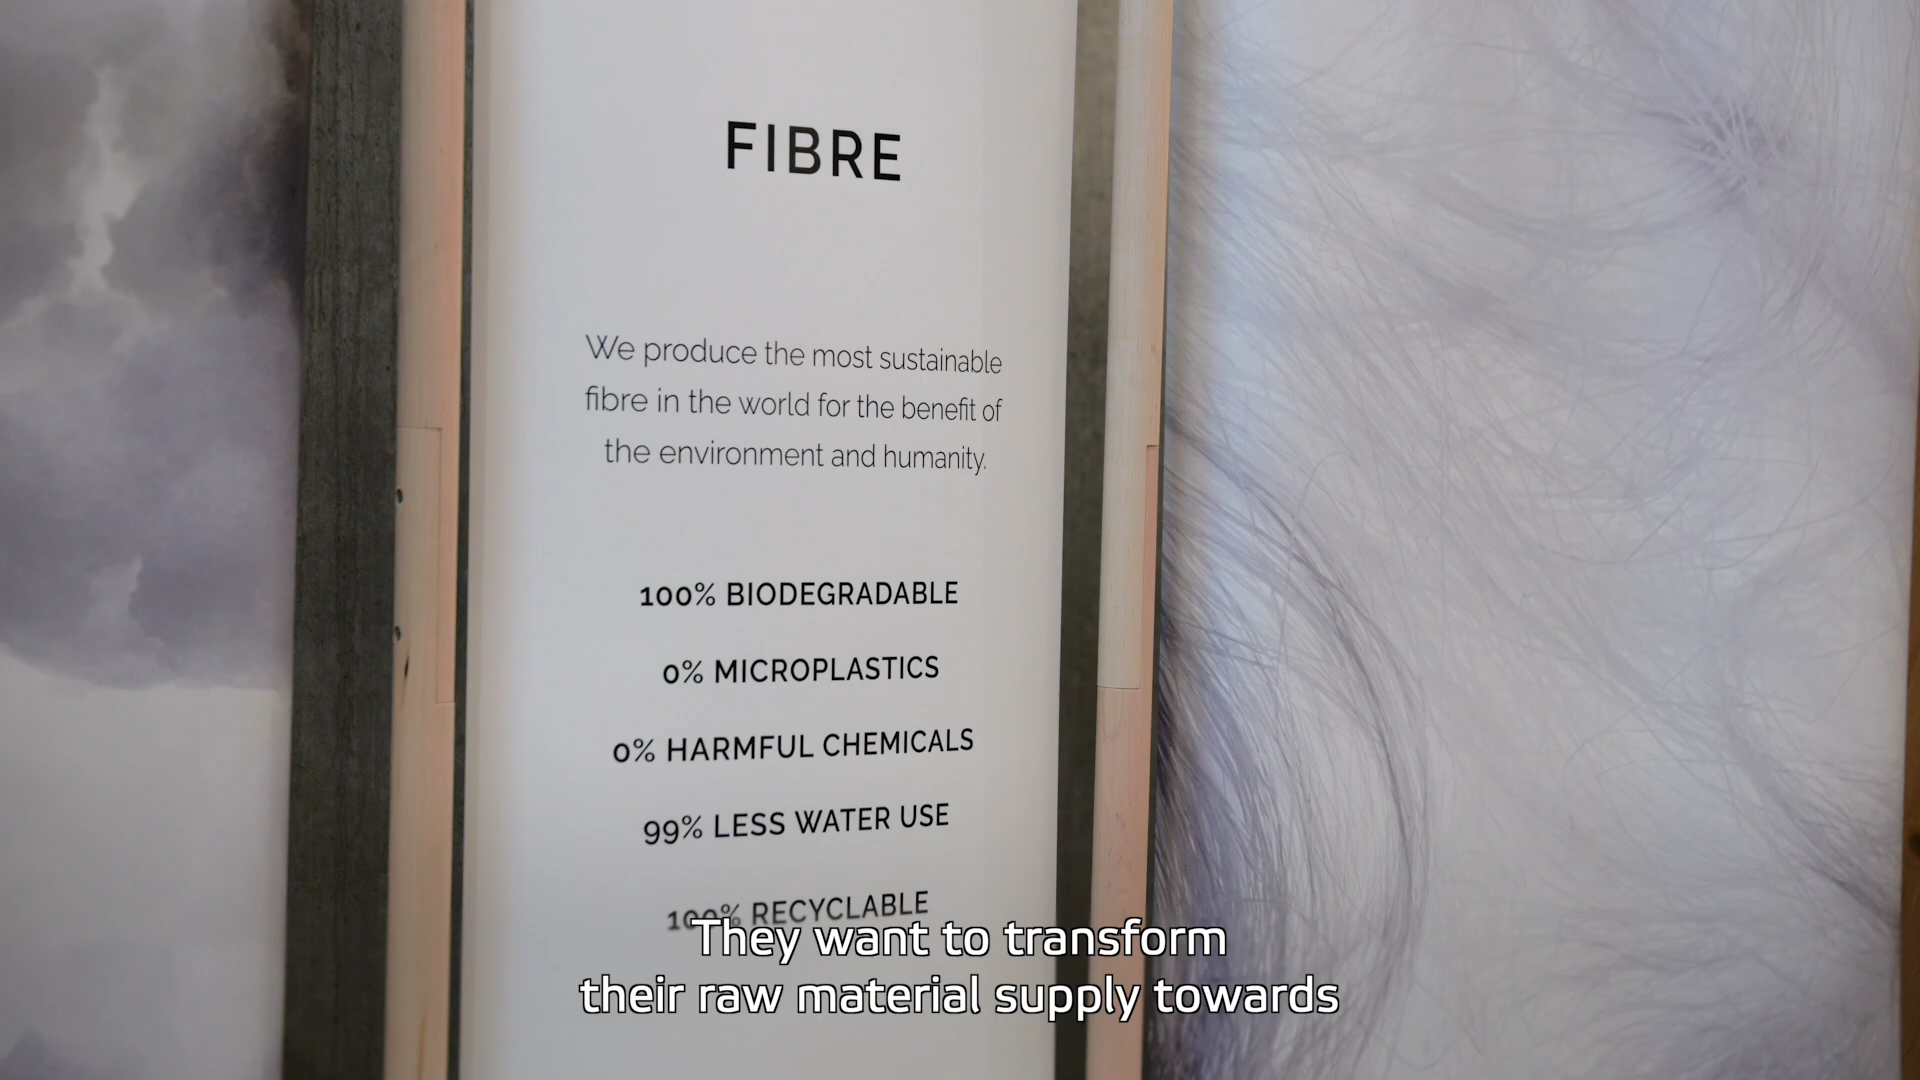 FIBRE
We produce the most sustainable
fibre in the world for the benefit of
the environment and humanity.
100% BIODEGRADABLE
0% MICROPLASTICS
0% HARMFUL CHEMICALS
99% LESS WATER USE
100% RECYCLABLE
They want to transform
their raw material supply towards